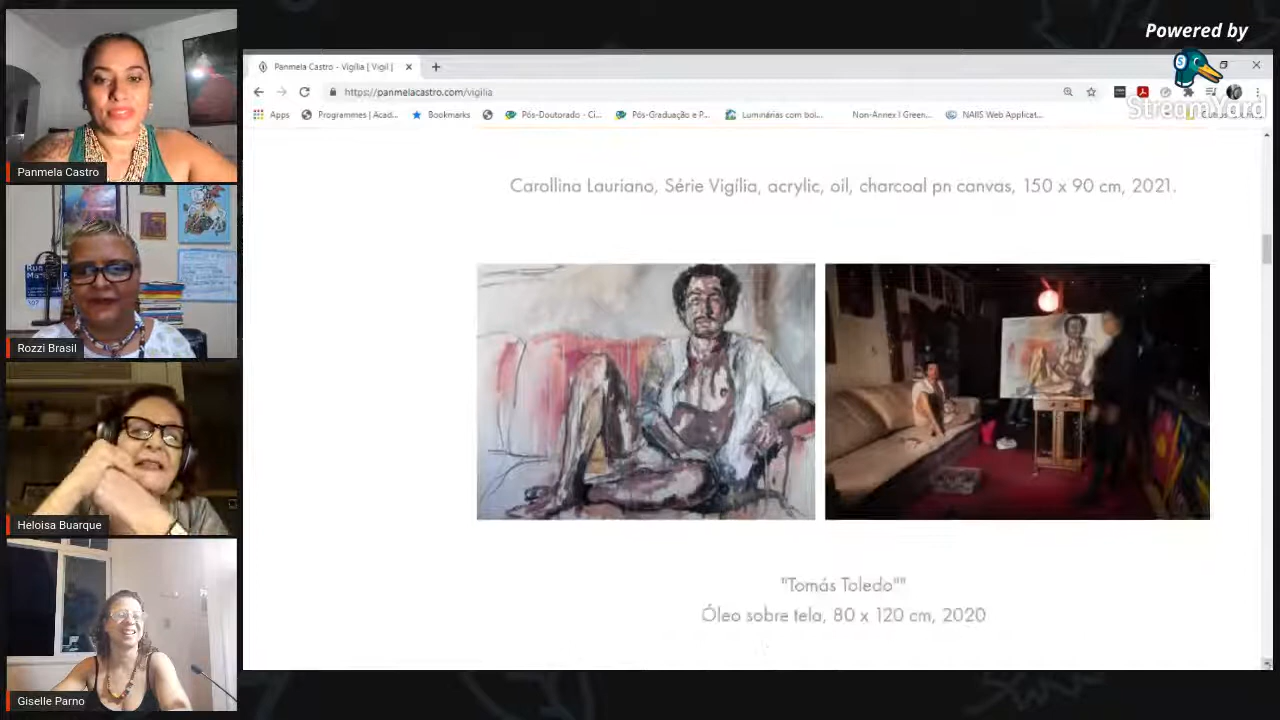 Powered by
StreamYard
Panmela Castro - Vigília [ Vigil ]
https://panmelacastro.com/vigilia
Apps
Programmes | Acad...
Bookmarks
Pós-Doutorado - Ci...
Pós-Graduação e P...
Luminárias com boi...
Non-Annex I Green...
NAIIS Web Applicat...
Panmela Castro
Rozzi Brasil
Heloisa Buarque
Giselle Parno
Carollina Lauriano, Série Vigília, acrylic, oil, charcoal pn canvas, 150 x 90 cm, 2021.
"Tomás Toledo""
Óleo sobre tela, 80 x 120 cm, 2020